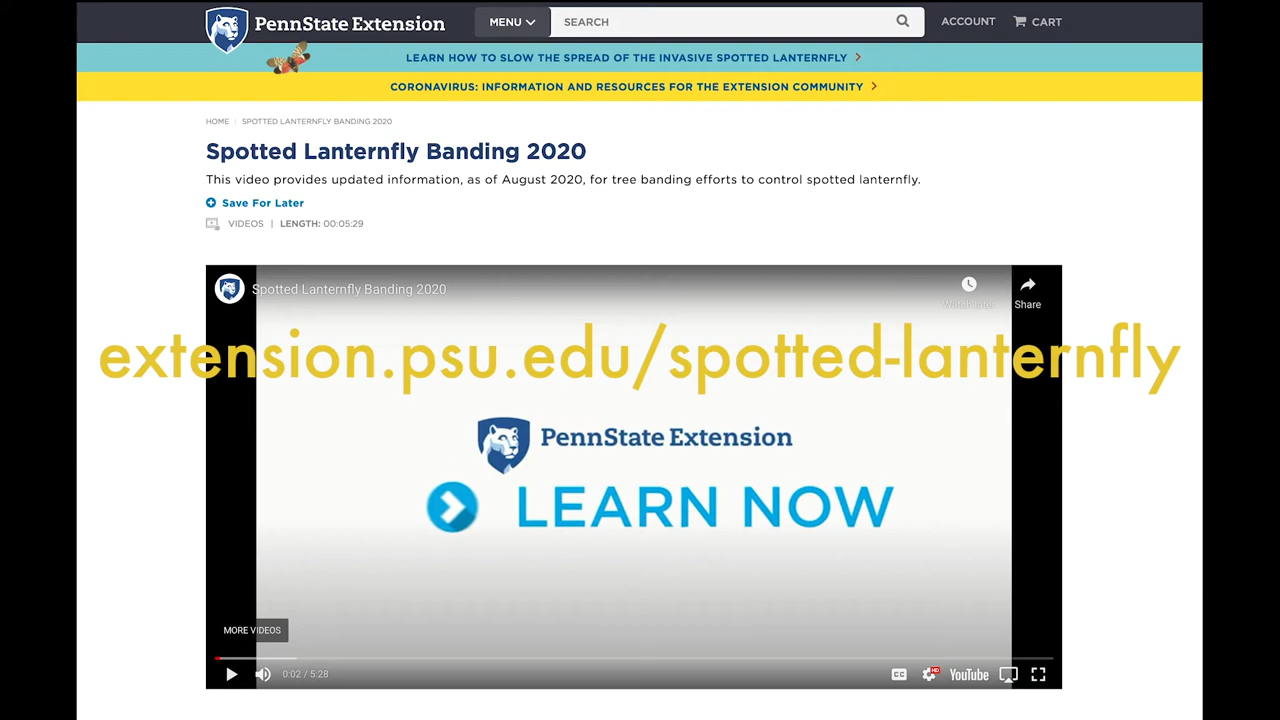 PennState Extension
MENU
SEARCH
ACCOUNT
CART
LEARN HOW TO SLOW THE SPREAD OF THE INVASIVE SPOTTED LANTERNFLY
CORONAVIRUS: INFORMATION AND RESOURCES FOR THE EXTENSION COMMUNITY
HOME | SPOTTED LANTERNFLY BANDING 2020
Spotted Lanternfly Banding 2020
This video provides updated information, as of August 2020, for tree banding efforts to control spotted lanternfly.
Save For Later
VIDEOS | LENGTH: 00:05:29
Spotted Lanternfly Banding 2020
Watch later
Share
extension.psu.edu/spotted-lanternfly
PennState Extension
LEARN NOW
MORE VIDEOS
0:02 / 5:28
CC
HD
YouTube